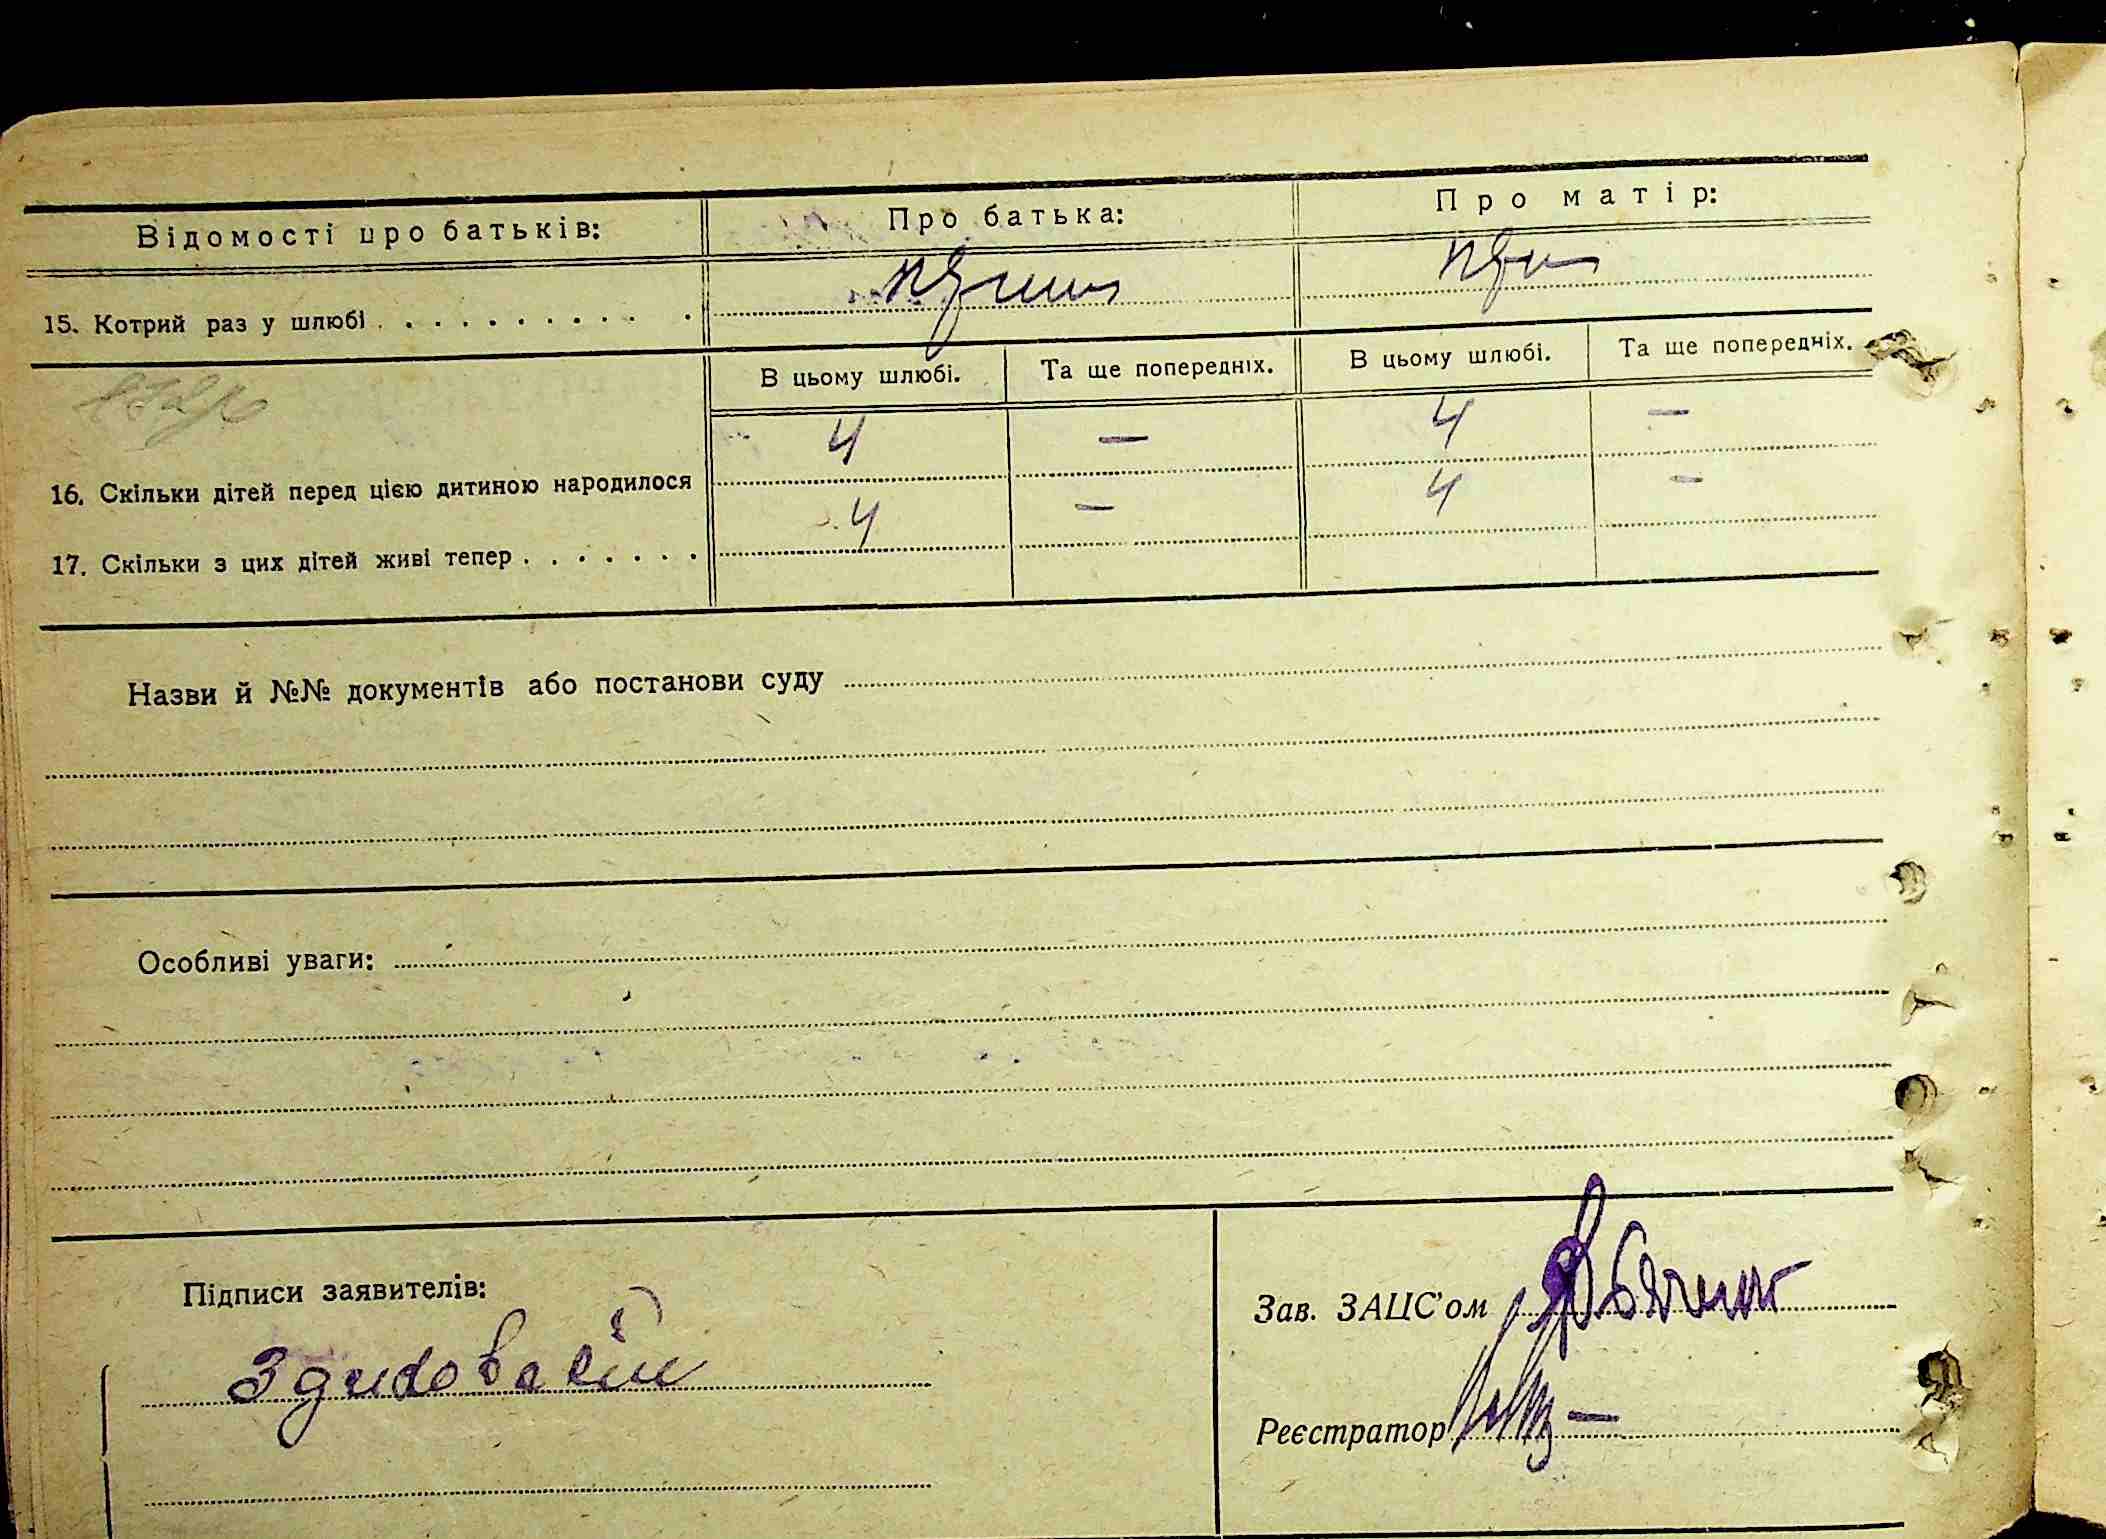 Відомості про батьків: Про батька: Про матір:
15. Котрий раз у шлюбі
В цьому шлюбі. Та ще попередніх. В цьому шлюбі. Та ще попередніх.
16. Скільки дітей перед цією дитиною народилося 4 — 4 —
17. Скільки з цих дітей живі тепер 4 — 4 —
Назви й №№ документів або постанови суду
Особливі уваги:
Підписи заявителів:
Зав. ЗАЦС'ом
Реєстратор